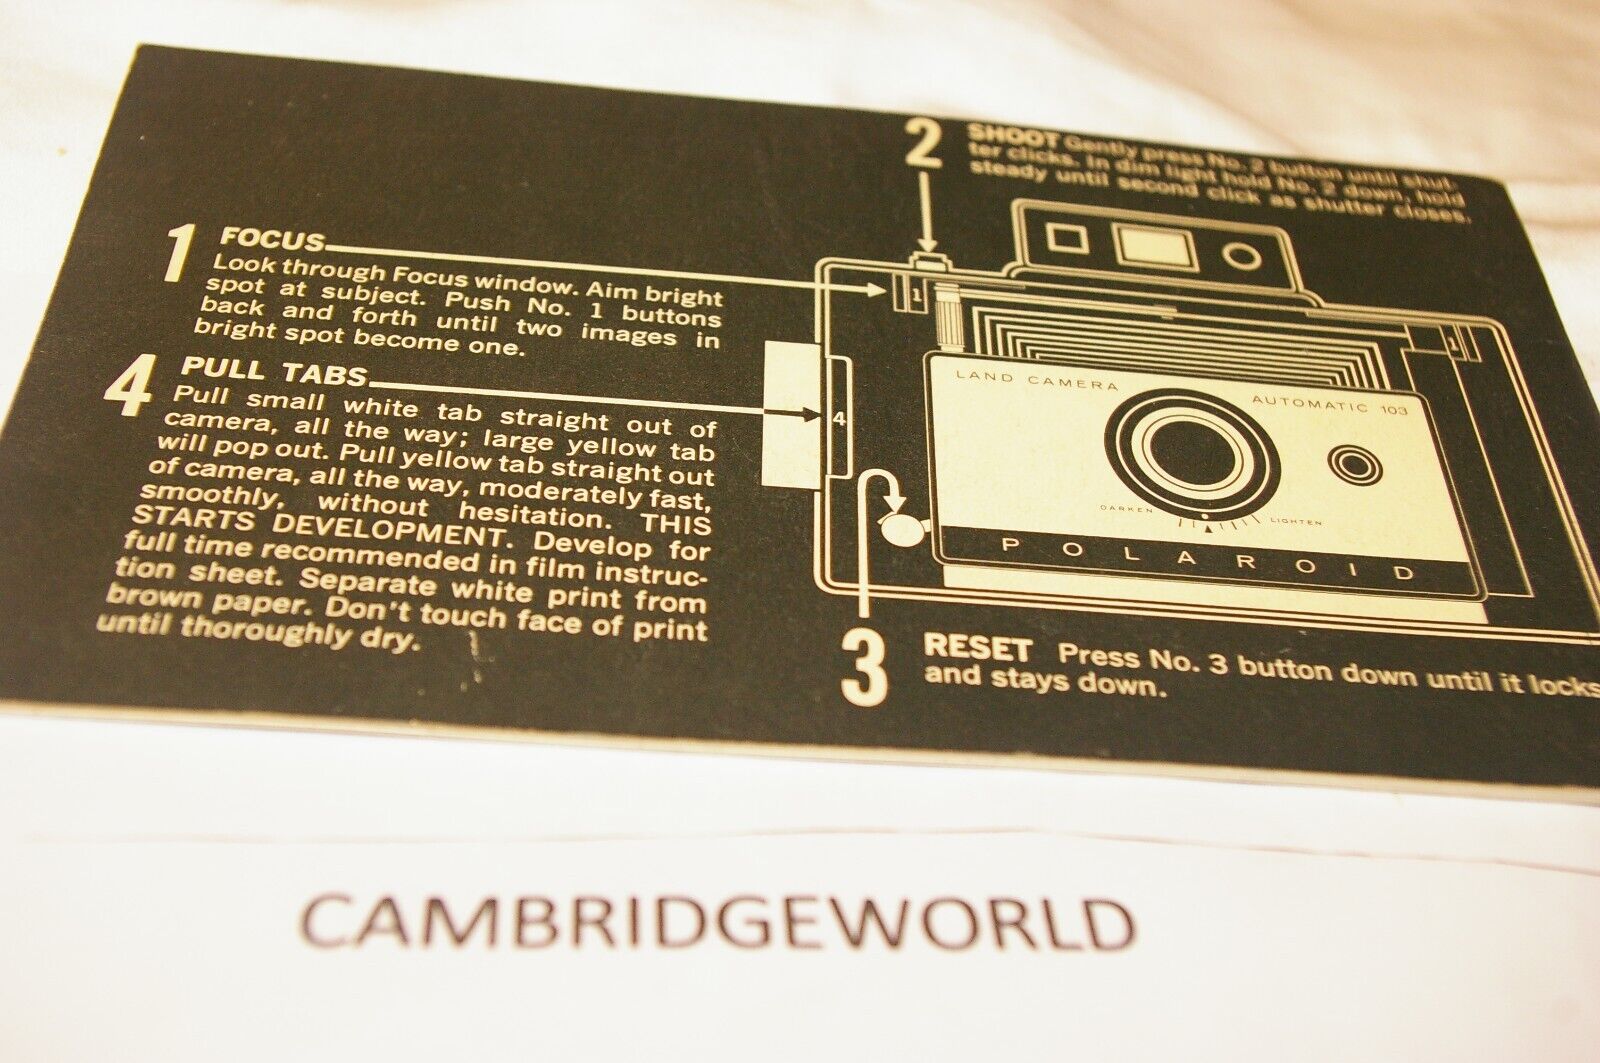 1 FOCUS
Look through Focus window. Aim bright
spot at subject. Push No. 1 buttons
back and forth until two images in
bright spot become one.
2 SHOOT Gently press No. 2 button until shut-
ter clicks. In dim light hold No. 2 down, hold
steady until second click as shutter closes.
4 PULL TABS
Pull small white tab straight out of
camera, all the way; large yellow tab
will pop out. Pull yellow tab straight out
of camera, all the way, moderately fast,
smoothly, without hesitation. THIS
STARTS DEVELOPMENT. Develop for
full time recommended in film instruc-
tion sheet. Separate white print from
brown paper. Don't touch face of print
until thoroughly dry.
1
1
4
LAND CAMERA
AUTOMATIC 103
DARKEN
LIGHTEN
POLAROID
3 RESET Press No. 3 button down until it locks
and stays down.
CAMBRIDGEWORLD